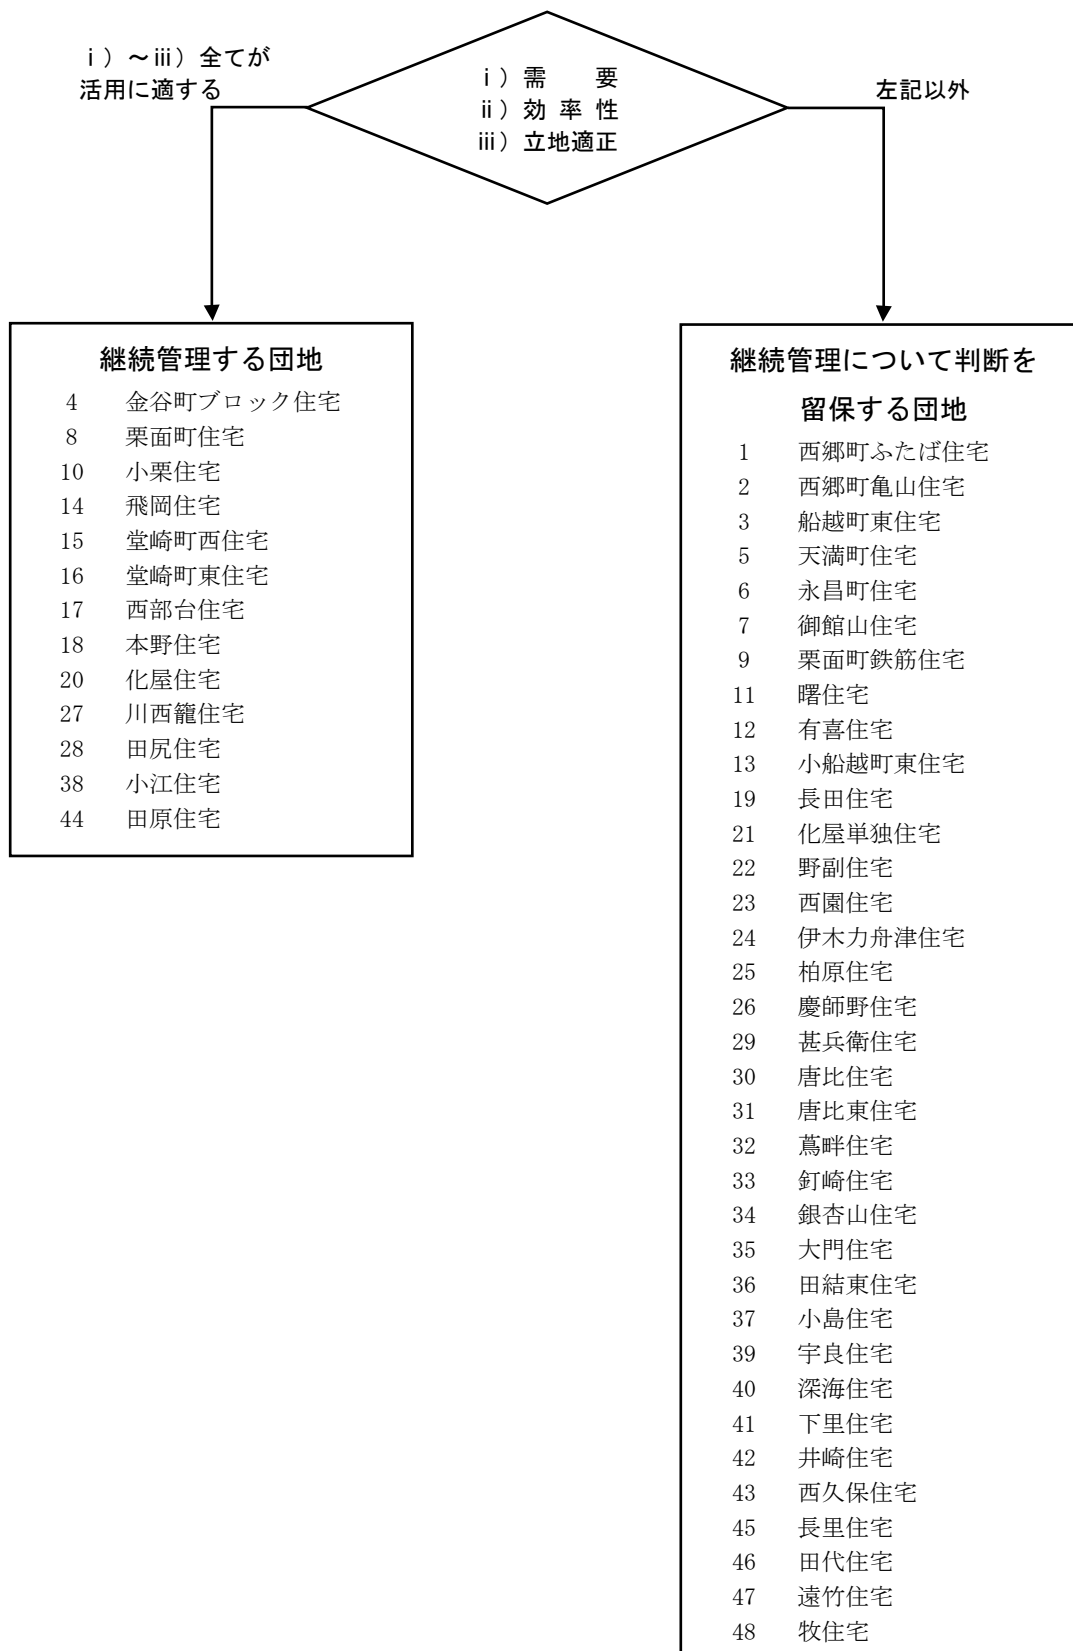 ⅰ）～ⅲ）全てが
活用に適する
ⅰ）需　　要
ⅱ）効 率 性
ⅲ）立地適正
左記以外
継続管理する団地
4 金谷町ブロック住宅
8 栗面町住宅
10 小栗住宅
14 飛岡住宅
15 堂崎町西住宅
16 堂崎町東住宅
17 西部台住宅
18 本野住宅
20 化屋住宅
27 川西籠住宅
28 田尻住宅
38 小江住宅
44 田原住宅
継続管理について判断を
留保する団地
1 西郷町ふたば住宅
2 西郷町亀山住宅
3 船越町東住宅
5 天満町住宅
6 永昌町住宅
7 御館山住宅
9 栗面町鉄筋住宅
11 曙住宅
12 有喜住宅
13 小船越町東住宅
19 長田住宅
21 化屋単独住宅
22 野副住宅
23 西園住宅
24 伊木力舟津住宅
25 柏原住宅
26 慶師野住宅
29 甚兵衛住宅
30 唐比住宅
31 唐比東住宅
32 蔦畔住宅
33 釘崎住宅
34 銀杏山住宅
35 大門住宅
36 田結東住宅
37 小島住宅
39 宇良住宅
40 深海住宅
41 下里住宅
42 井崎住宅
43 西久保住宅
45 長里住宅
46 田代住宅
47 遠竹住宅
48 牧住宅